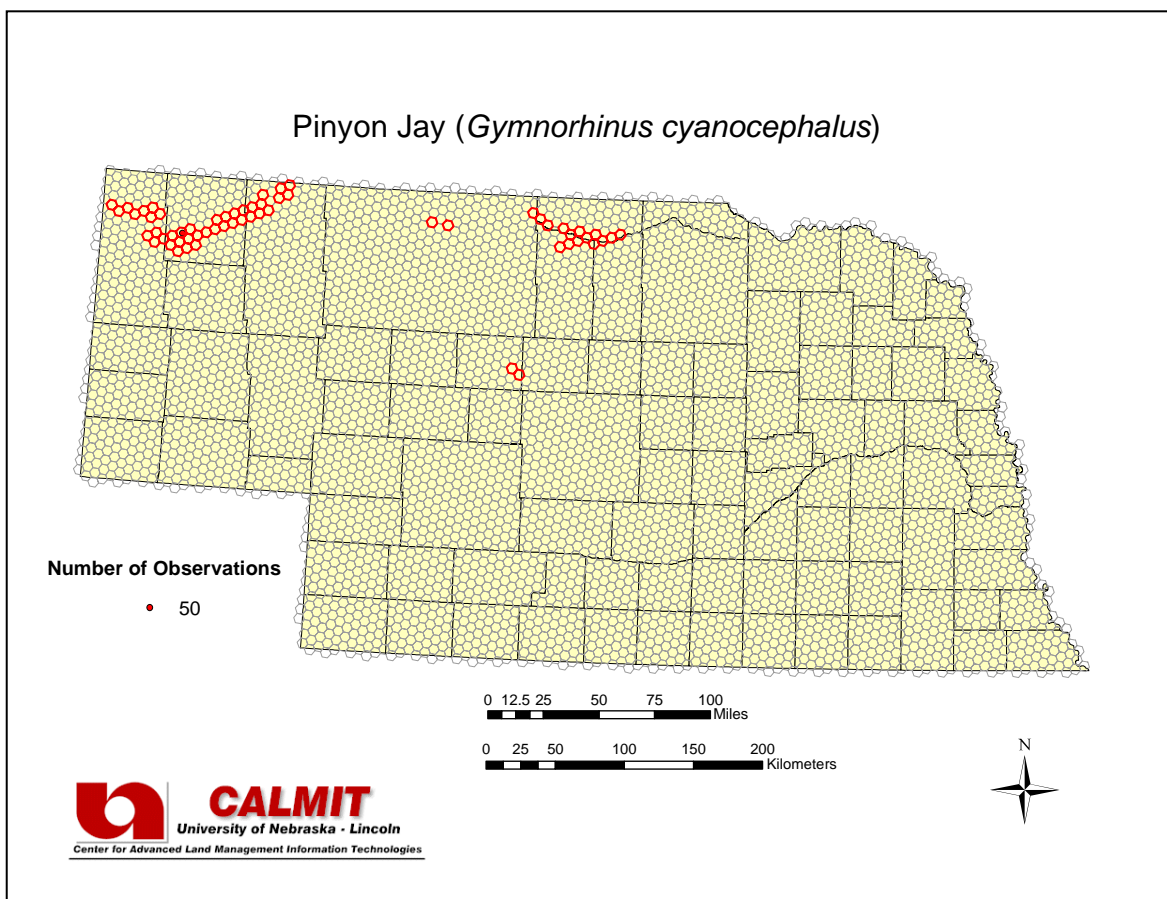 Pinyon Jay (Gymnorhinus cyanocephalus)
Number of Observations
50
0 12.5 25 50 75 100
Miles
0 25 50 100 150 200
Kilometers
N
CALMIT
University of Nebraska - Lincoln
Center for Advanced Land Management Information Technologies